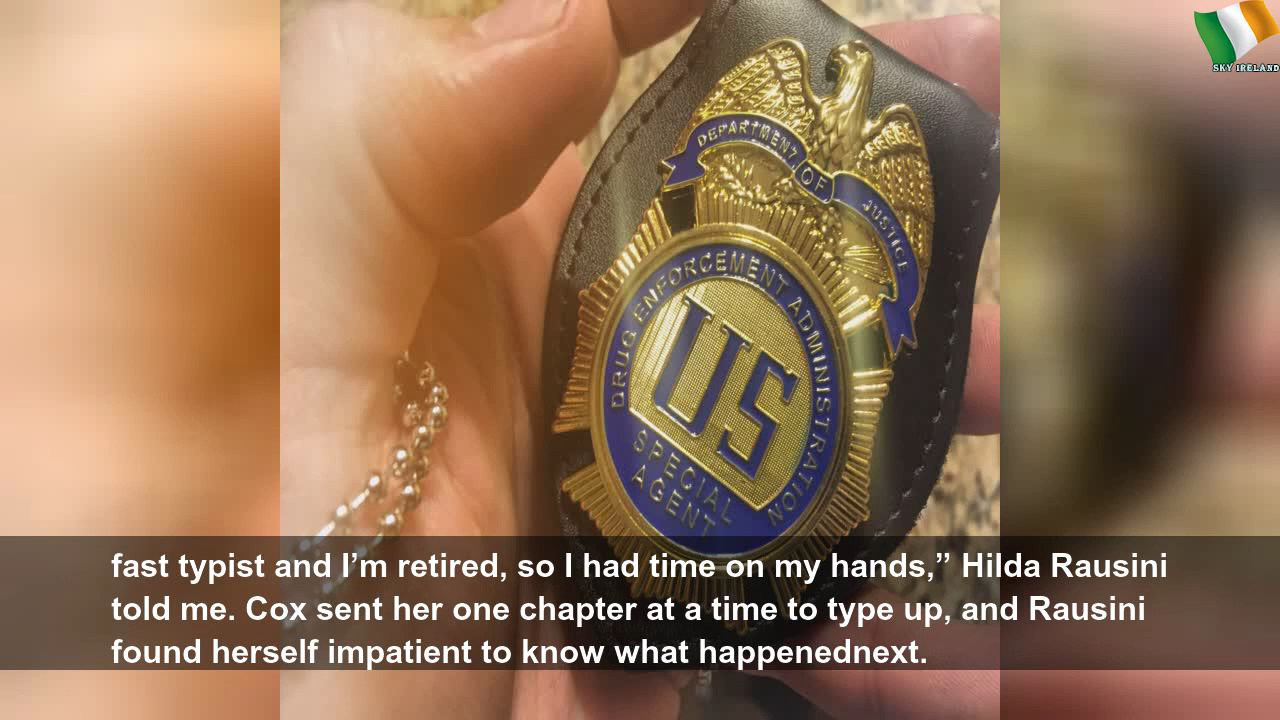 SKY IRELAND
DEPARTMENT OF JUSTICE
DRUG ENFORCEMENT ADMINISTRATION
US
SPECIAL
AGENT
fast typist and I’m retired, so I had time on my hands,” Hilda Rausini
told me. Cox sent her one chapter at a time to type up, and Rausini
found herself impatient to know what happenednext.